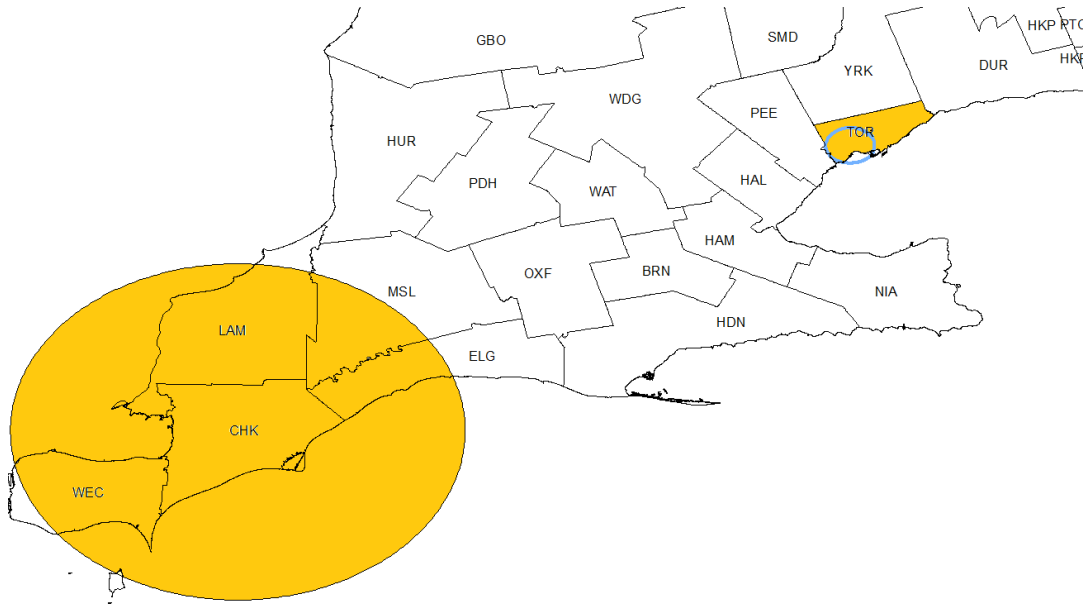 GBO
SMD
HKP
PTC
YRK
DUR
HKP
WDG
PEE
TOR
HUR
PDH
WAT
HAL
HAM
OXF
BRN
MSL
NIA
LAM
HDN
ELG
CHK
WEC